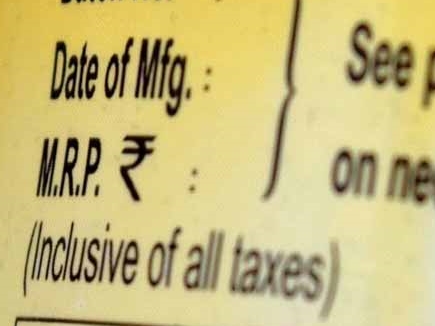 Date of Mfg. :
M.R.P. ₹ :
(Inclusive of all taxes)
See
on